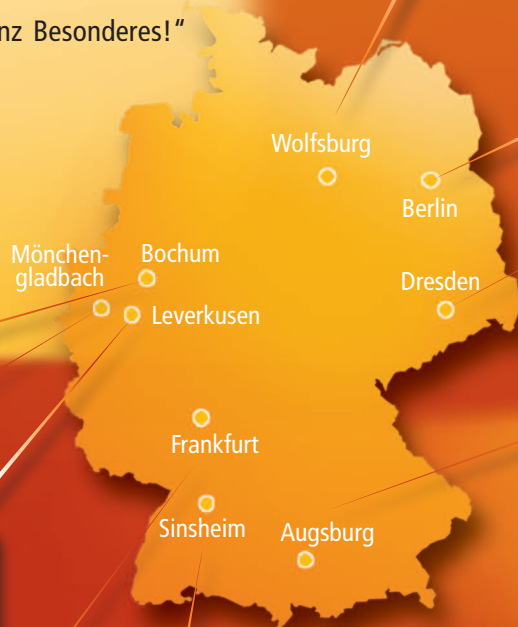 nz Besonderes!“
Wolfsburg
Berlin
Mönchen-
gladbach
Bochum
Dresden
Leverkusen
Frankfurt
Sinsheim
Augsburg